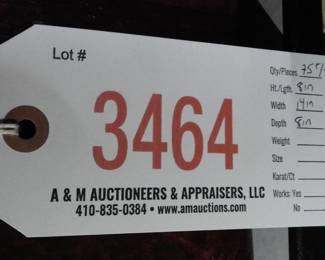 Lot #
3464
A & M AUCTIONEERS & APPRAISERS, LLC
410-835-0384 • www.amauctions.com
Qty/Pieces
Ht./Lgth. 8in
Width 14in
Depth 8in
Weight
Size
Karat/Ct
Works: Yes
No